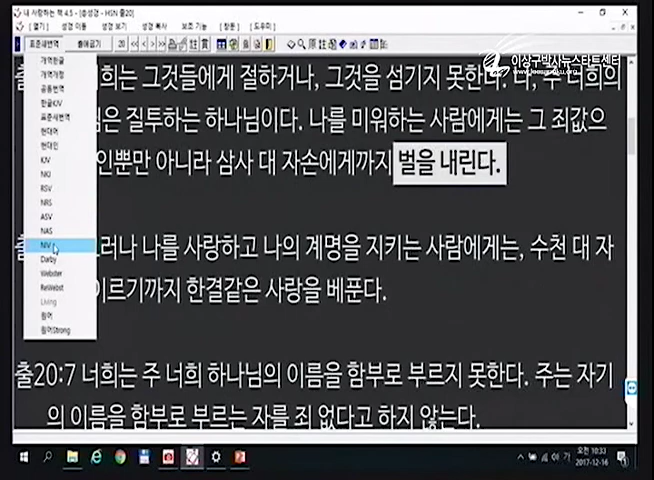 내 사랑하는 책 4.5 - [총성경 - HSN 출20]
[ 열기 ] 성경 이동 성경 보기 성경 복사 보조 기능 [ 창문 ] [ 도우미 ]
표준새번역 출애굽기 20
이상구박사뉴스타트센터
개역한글
개역개정
공동번역
한글KJV
표준새번역
현대어
현대인
KJV
NKJ
RSV
NRS
ASV
NAS
NIV
Darby
Webster
ReWebst
Living
원어
원어Strong
희는 그것들에게 절하거나, 그것을 섬기지 못한다. 나, 주 너희의
은 질투하는 하나님이다. 나를 미워하는 사람에게는 그 죄값으
인뿐만 아니라 삼사 대 자손에게까지 벌을 내린다.
러나 나를 사랑하고 나의 계명을 지키는 사람에게는, 수천 대 자
이르기까지 한결같은 사랑을 베푼다.
출20:7 너희는 주 너희 하나님의 이름을 함부로 부르지 못한다. 주는 자기
의 이름을 함부로 부르는 자를 죄 없다고 하지 않는다.
오전 10:33
2017-12-16